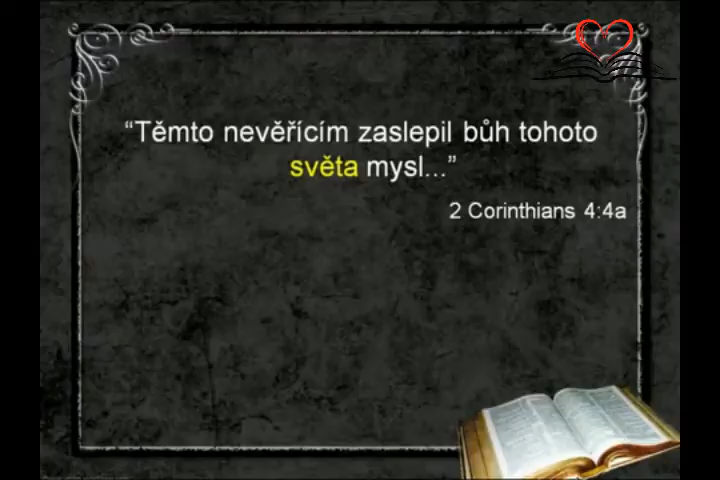 “Těmto nevěřícím zaslepil bůh tohoto
světa mysl...”
2 Corinthians 4:4a